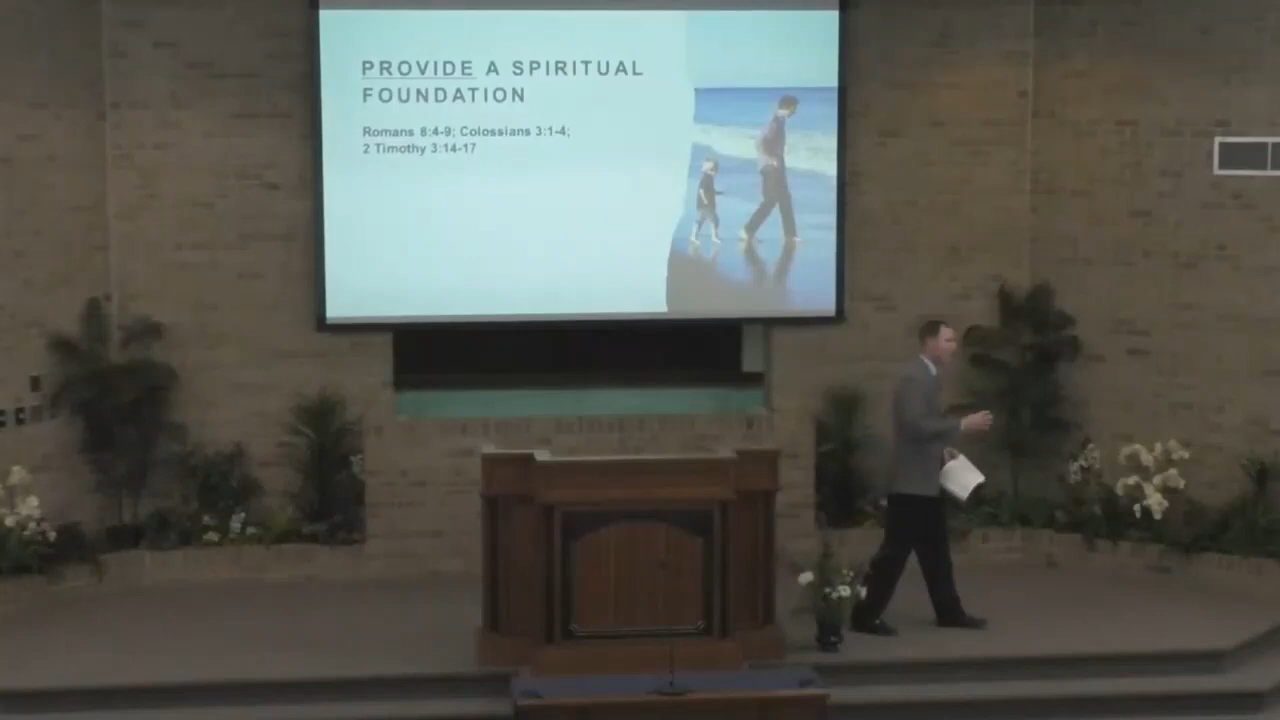 PROVIDE A SPIRITUAL
FOUNDATION
Romans 8:4-9; Colossians 3:1-4;
2 Timothy 3:14-17